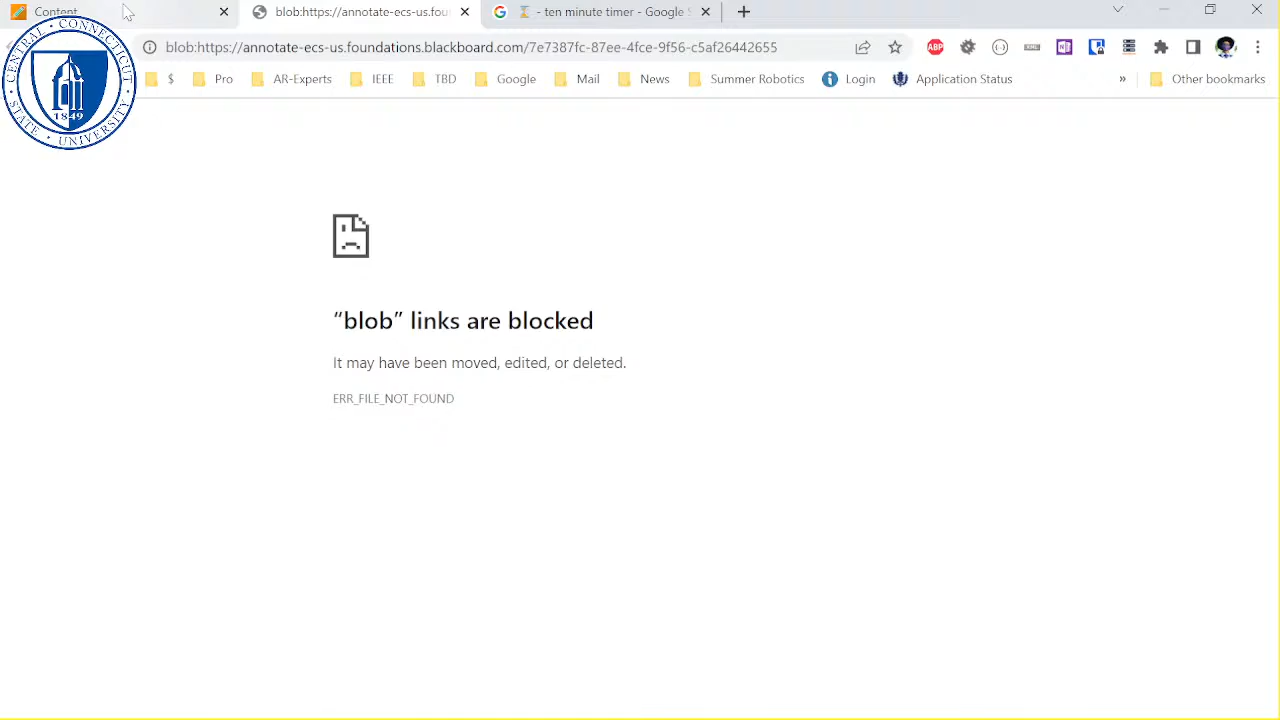 Content
blob:https://annotate-ecs-us.fou
- ten minute timer - Google S
blob:https://annotate-ecs-us.foundations.blackboard.com/7e7387fc-87ee-4fce-9f56-c5af26442655
ABP
CENTRAL • CONNECTICUT • STATE • UNIVERSITY
1849
$ Pro AR-Experts IEEE TBD Google Mail News Summer Robotics Login Application Status » Other bookmarks
“blob” links are blocked
It may have been moved, edited, or deleted.
ERR_FILE_NOT_FOUND